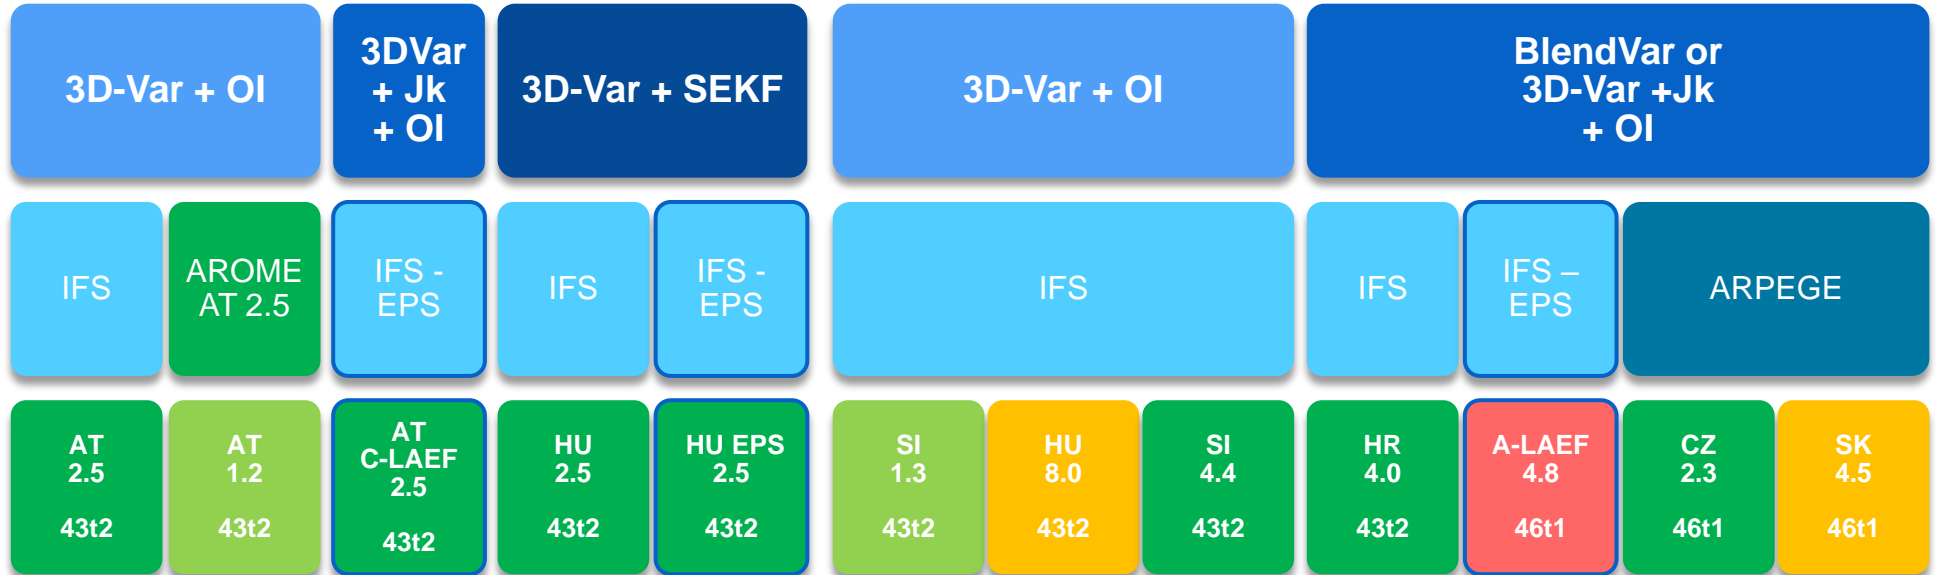 3D-Var + OI
3DVar
+ Jk
+ OI
3D-Var + SEKF
3D-Var + OI
BlendVar or
3D-Var +Jk
+ OI
IFS
AROME
AT 2.5
IFS -
EPS
IFS
IFS -
EPS
IFS
IFS
IFS –
EPS
ARPEGE
AT
2.5
43t2
AT
1.2
43t2
AT
C-LAEF
2.5
43t2
HU
2.5
43t2
HU EPS
2.5
43t2
SI
1.3
43t2
HU
8.0
43t2
SI
4.4
43t2
HR
4.0
43t2
A-LAEF
4.8
46t1
CZ
2.3
46t1
SK
4.5
46t1